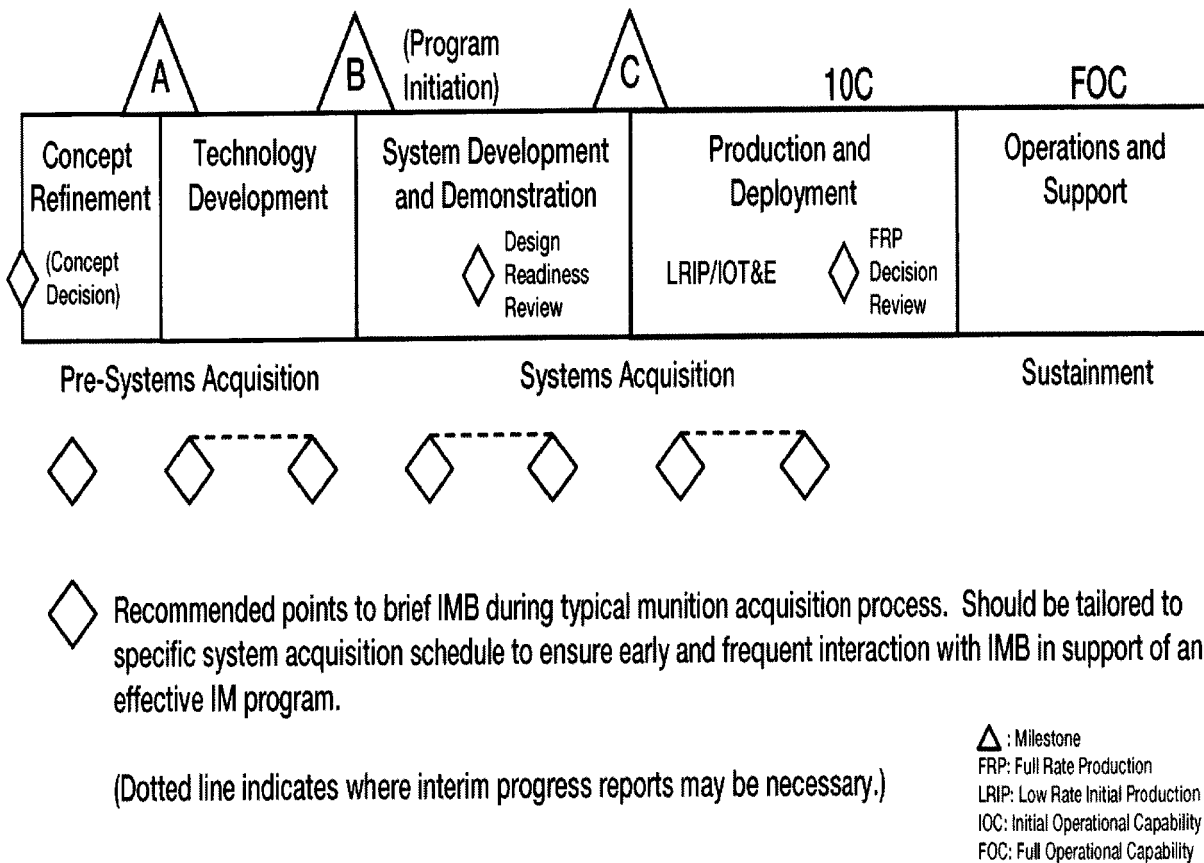 A
B
(Program
Initiation)
C
10C
FOC
Concept
Refinement
(Concept
Decision)
Technology
Development
System Development
and Demonstration
Design
Readiness
Review
Production and
Deployment
LRIP/IOT&E
FRP
Decision
Review
Operations and
Support
Pre-Systems Acquisition
Systems Acquisition
Sustainment
Recommended points to brief IMB during typical munition acquisition process. Should be tailored to
specific system acquisition schedule to ensure early and frequent interaction with IMB in support of an
effective IM program.
(Dotted line indicates where interim progress reports may be necessary.)
: Milestone
FRP: Full Rate Production
LRIP: Low Rate Initial Production
IOC: Initial Operational Capability
FOC: Full Operational Capability